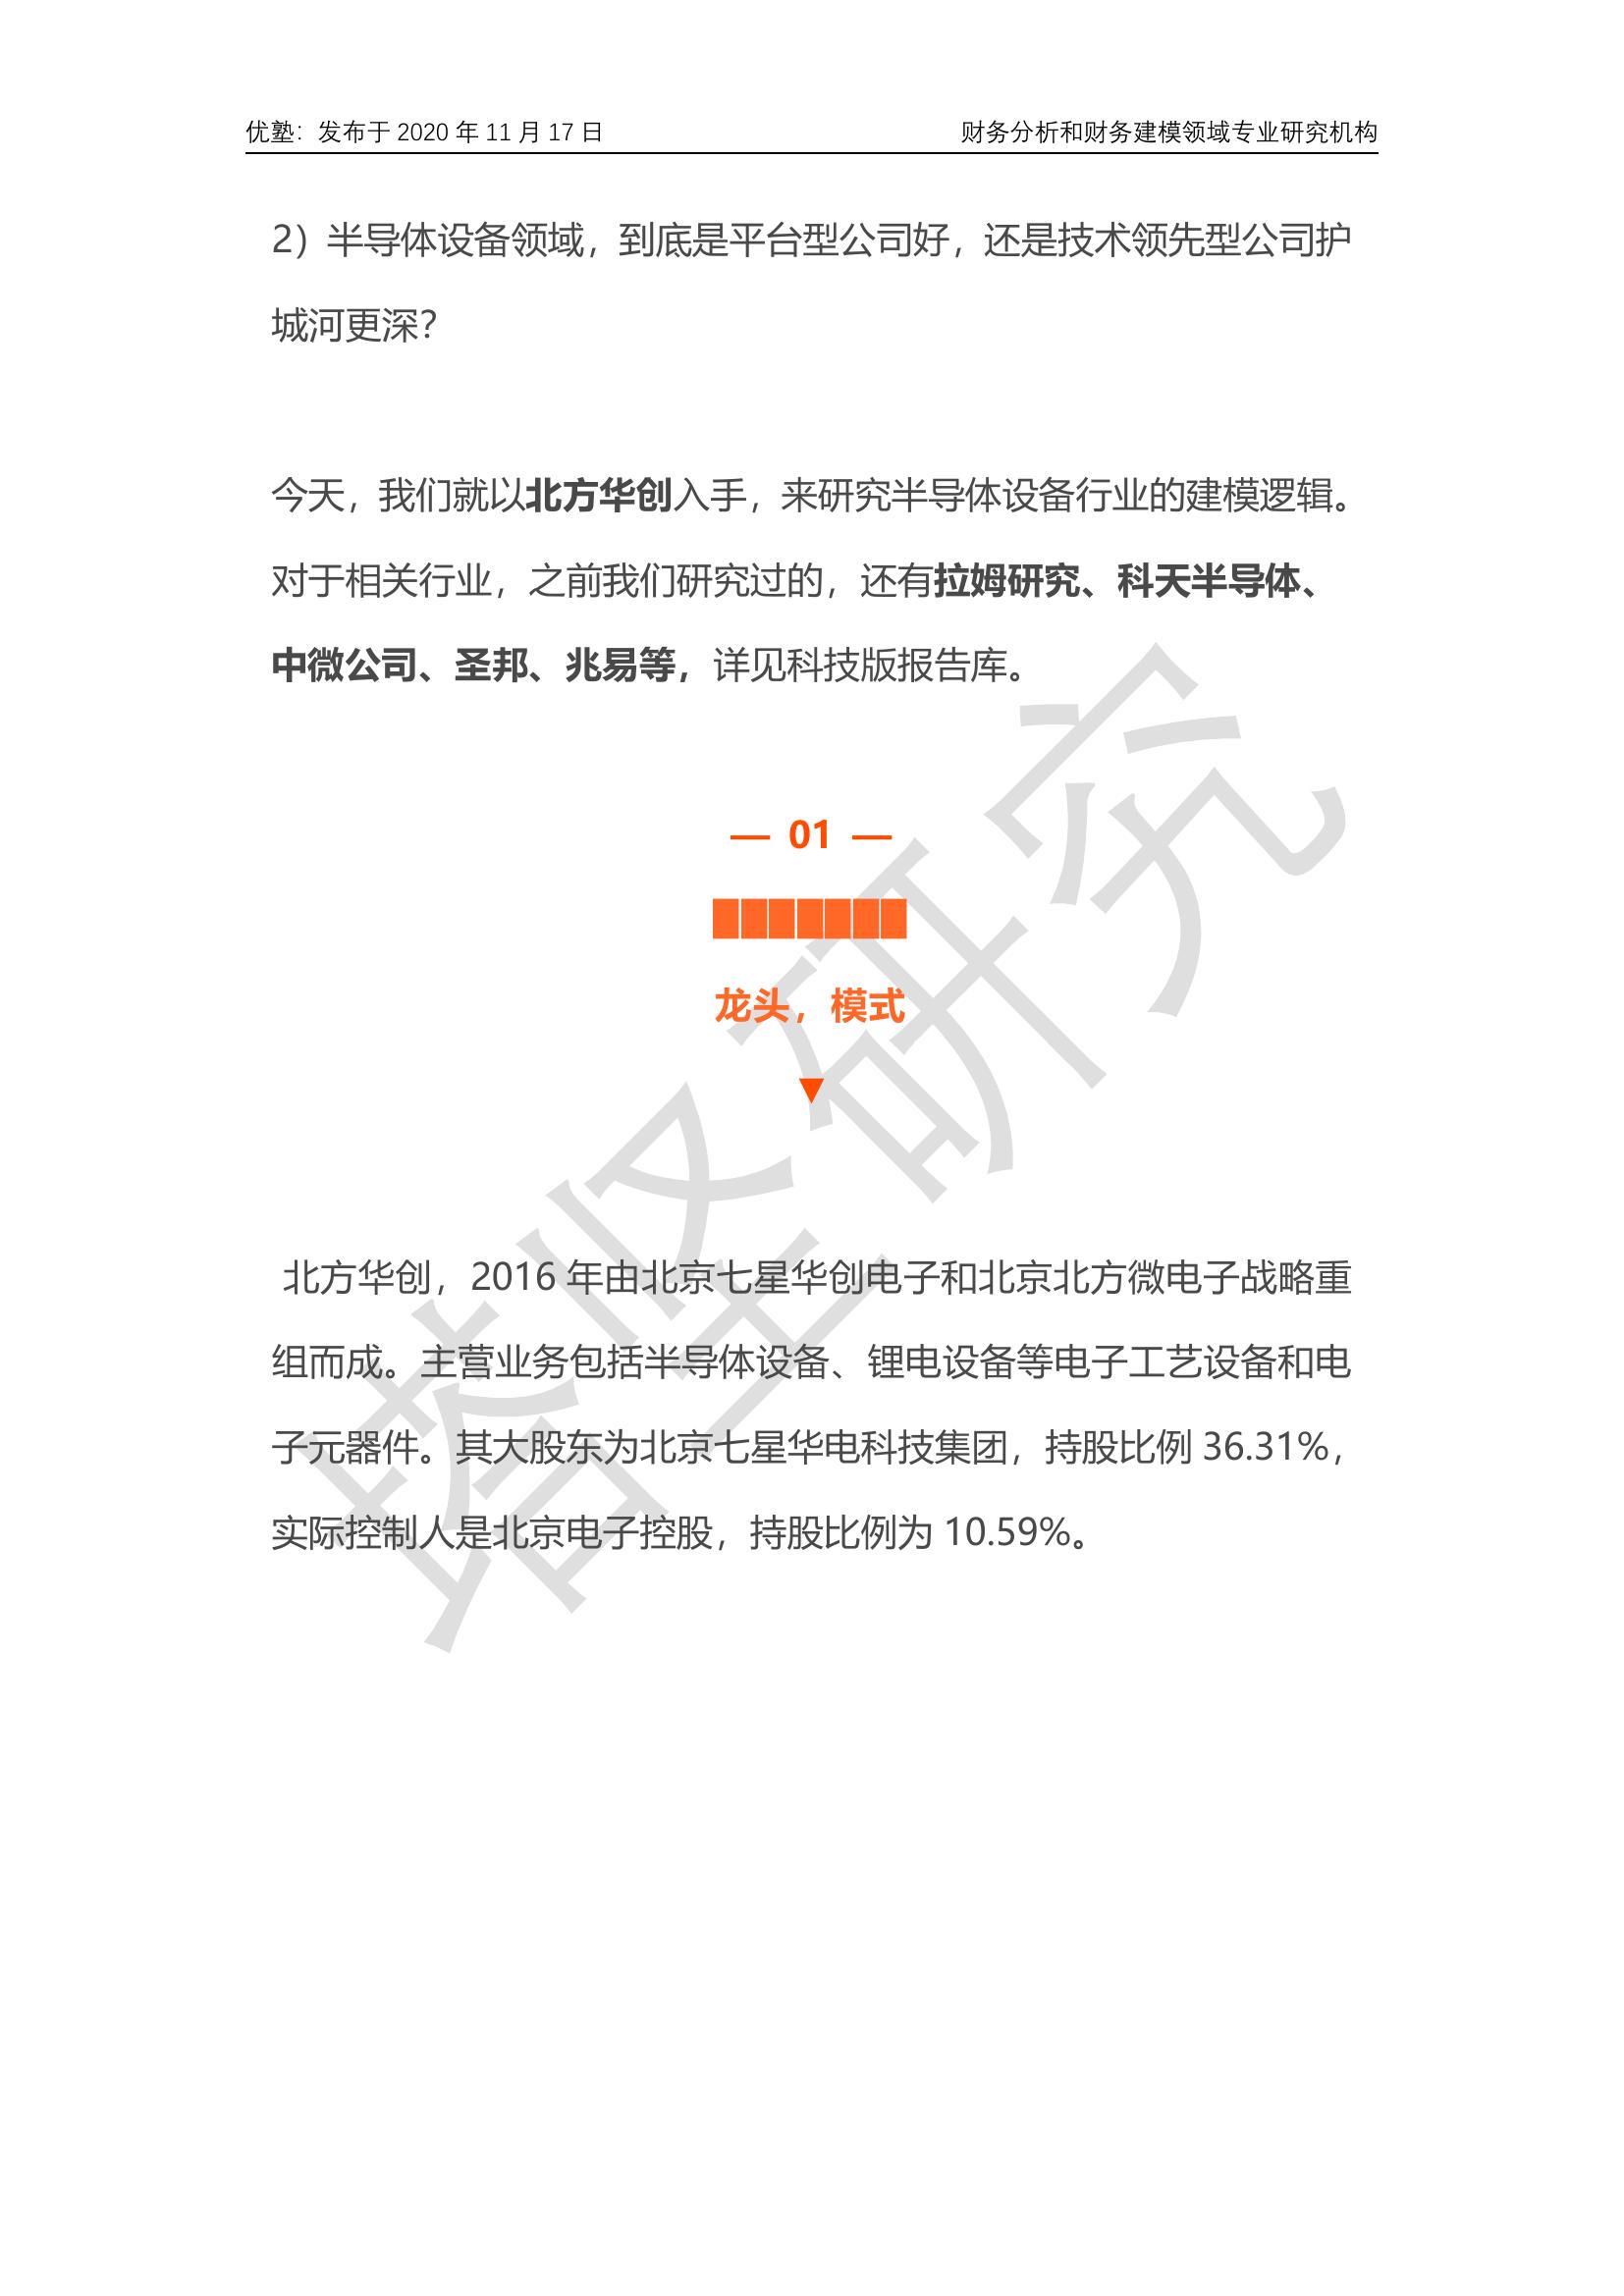 优塾：发布于 2020 年 11 月 17 日
财务分析和财务建模领域专业研究机构
2）半导体设备领域，到底是平台型公司好，还是技术领先型公司护
城河更深？
今天，我们就以北方华创入手，来研究半导体设备行业的建模逻辑。
对于相关行业，之前我们研究过的，还有拉姆研究、科天半导体、
中微公司、圣邦、兆易等，详见科技版报告库。
— 01 —
███████
龙头，模式
▼
北方华创，2016 年由北京七星华创电子和北京北方微电子战略重
组而成。主营业务包括半导体设备、锂电设备等电子工艺设备和电
子元器件。其大股东为北京七星华电科技集团，持股比例 36.31%，
实际控制人是北京电子控股，持股比例为 10.59%。
塔坚研究